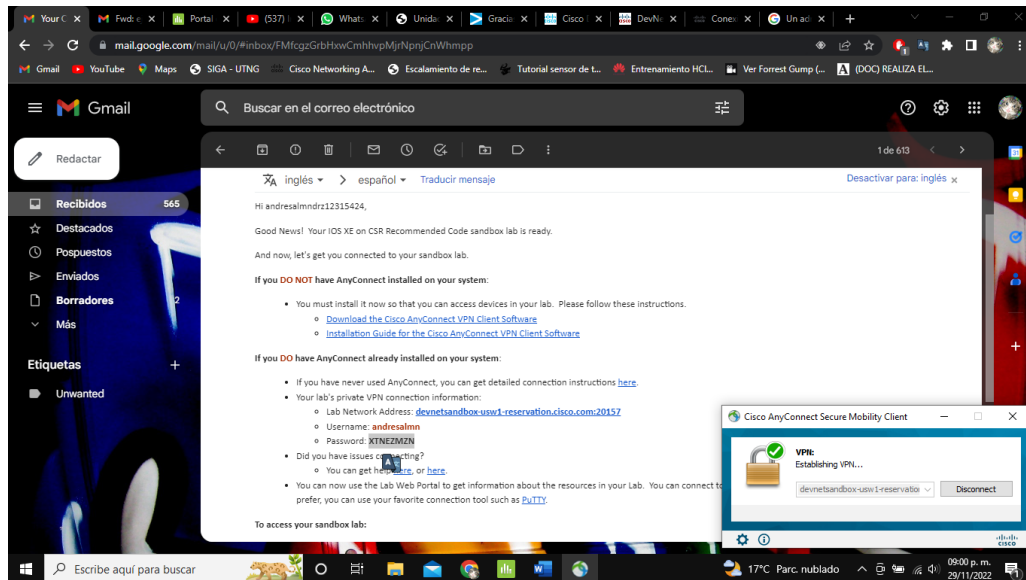 Your C
Fwd: e
Portal
(537) l
Whats
Unidac
Gracia
Cisco l
DevNe
Conex
Un ad
mail.google.com/mail/u/0/#inbox/FMfcgzGrbHxwCmhhvpMjrNpnjCnWhmpp
Gmail
YouTube
Maps
SIGA - UTNG
Cisco Networking A...
Escalamiento de re...
Tutorial sensor de t...
Entrenamiento HCI...
Ver Forrest Gump (...
(DOC) REALIZA EL...
Gmail
Buscar en el correo electrónico
Redactar
1 de 613
Recibidos 565
Destacados
Pospuestos
Enviados
Borradores
Más
Etiquetas
Unwanted
inglés > español Traducir mensaje Desactivar para: inglés x
Hi andresalmndrz12315424,
Good News! Your IOS XE on CSR Recommended Code sandbox lab is ready.
And now, let's get you connected to your sandbox lab.
If you DO NOT have AnyConnect installed on your system:
You must install it now so that you can access devices in your lab. Please follow these instructions.
Download the Cisco AnyConnect VPN Client Software
Installation Guide for the Cisco AnyConnect VPN Client Software
If you DO have AnyConnect already installed on your system:
If you have never used AnyConnect, you can get detailed connection instructions here.
Your lab's private VPN connection information:
Lab Network Address: devnetsandbox-usw1-reservation.cisco.com:20157
Username: andresalmn
Password: XTNEZMZN
Did you have issues connecting?
You can get help here, or here.
You can now use the Lab Web Portal to get information about the resources in your Lab. You can connect to
prefer, you can use your favorite connection tool such as PuTTY.
To access your sandbox lab:
Cisco AnyConnect Secure Mobility Client
VPN:
Establishing VPN...
devnetsandbox-usw1-reservatio
Disconnect
CISCO
Escribe aquí para buscar
17°C Parc. nublado
09:00 p. m.
29/11/2022